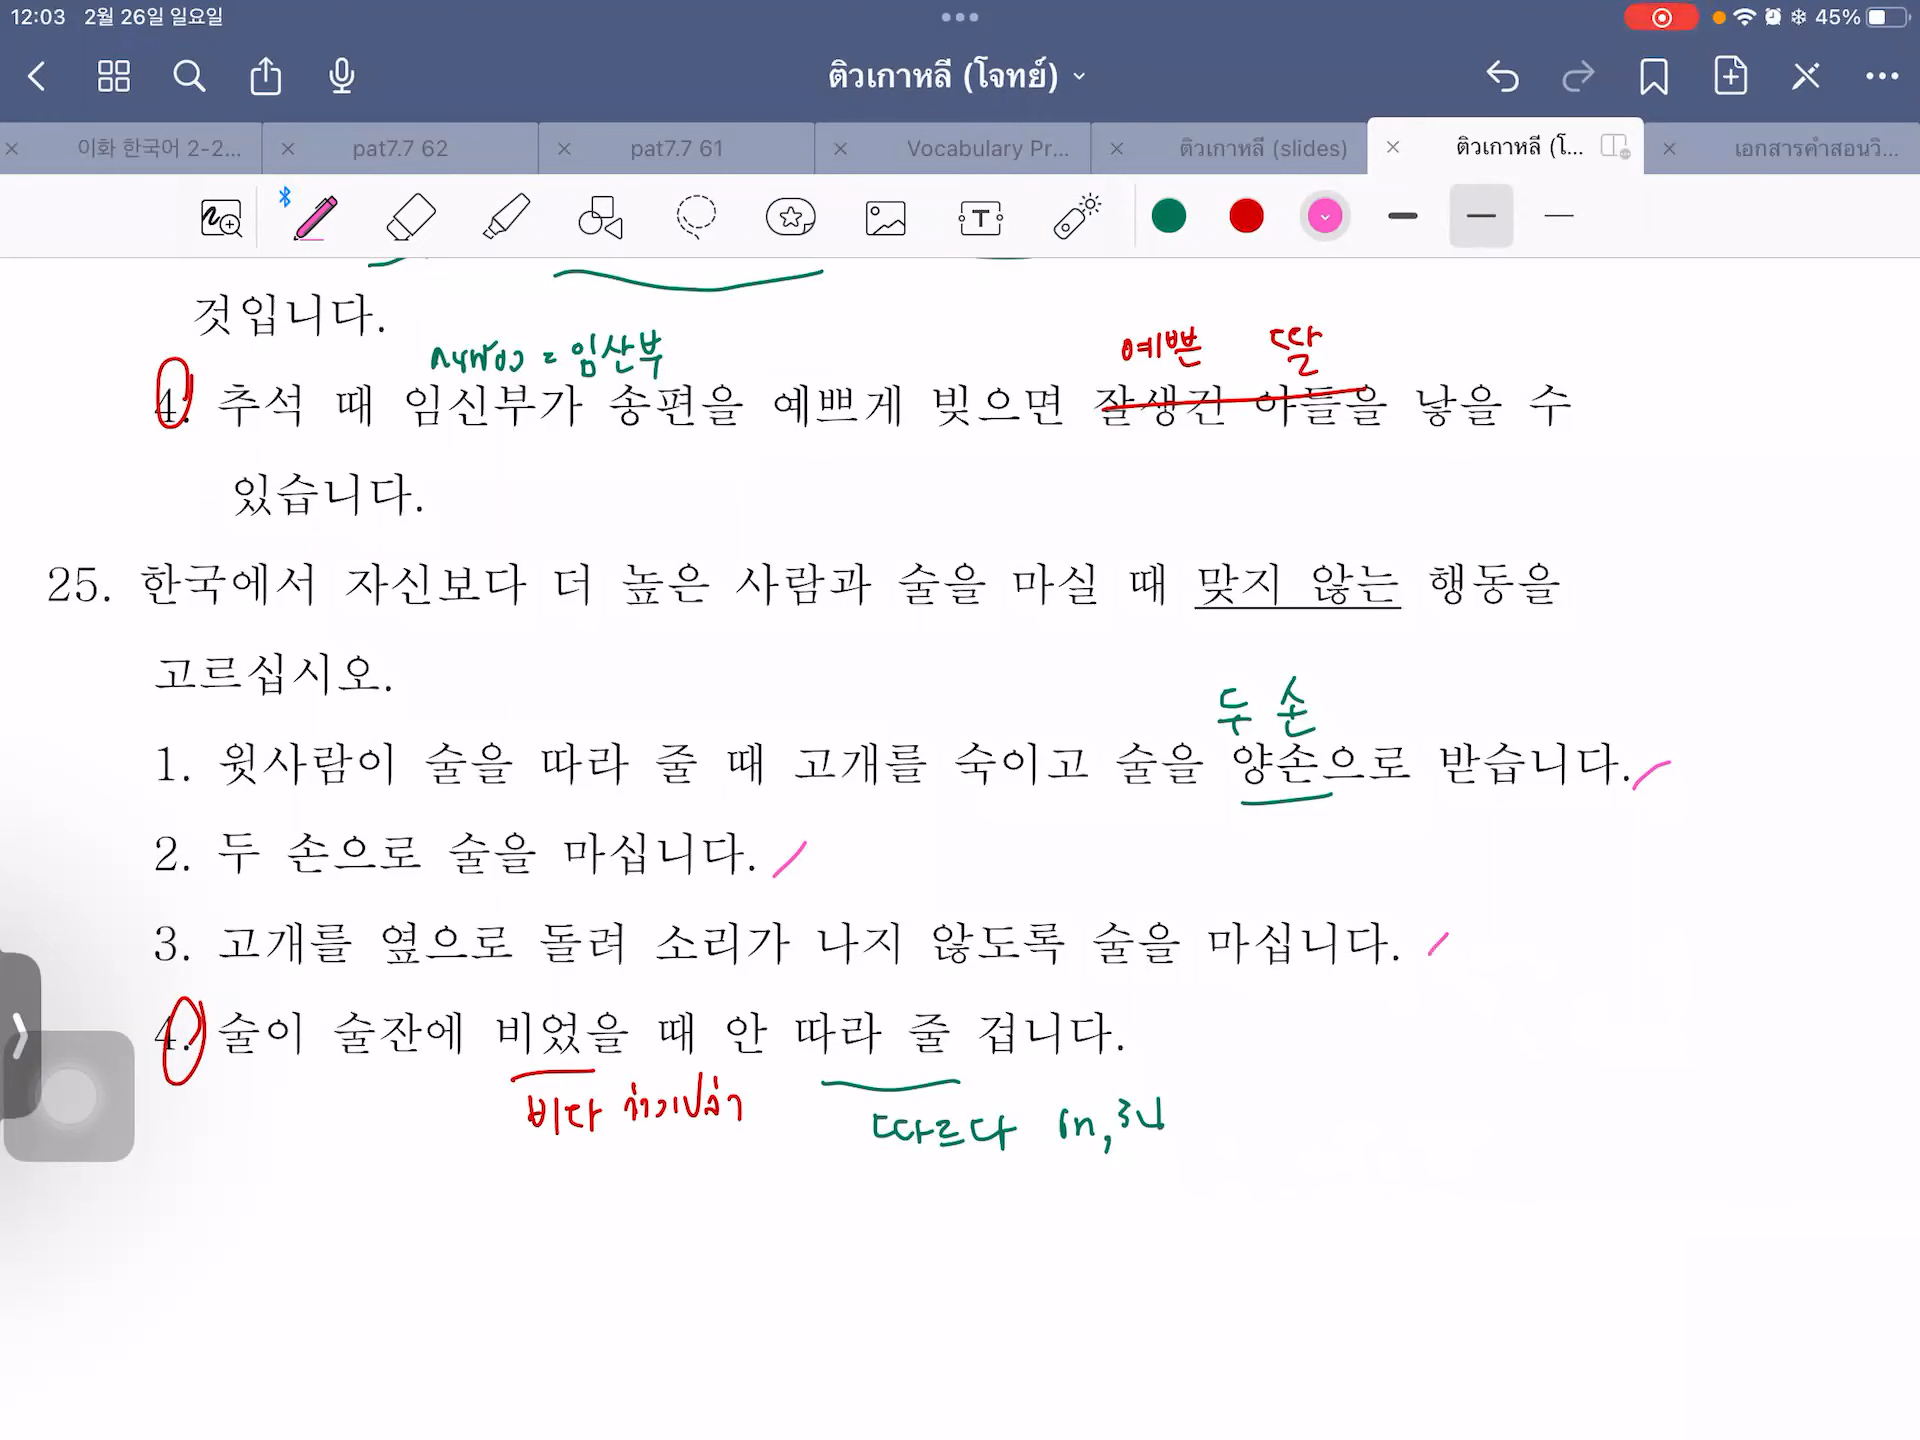 12:03 2월 26일 일요일
45%
ติวเกาหลี (โจทย์)
이화 한국어 2-2...
pat7.7 62
pat7.7 61
Vocabulary Pr...
ติวเกาหลี (slides)
ติวเกาหลี (โ...
เอกสารคำสอนวิ...
것입니다.
คนท้อง = 임산부
예쁜 딸
4. 추석 때 임신부가 송편을 예쁘게 빚으면 잘생긴 아들을 낳을 수
있습니다.
25. 한국에서 자신보다 더 높은 사람과 술을 마실 때 맞지 않는 행동을
고르십시오.
두 손
1. 윗사람이 술을 따라 줄 때 고개를 숙이고 술을 양손으로 받습니다.
2. 두 손으로 술을 마십니다.
3. 고개를 옆으로 돌려 소리가 나지 않도록 술을 마십니다.
4. 술이 술잔에 비었을 때 안 따라 줄 겁니다.
비다 ว่างเปล่า
따르다 เท, ริน